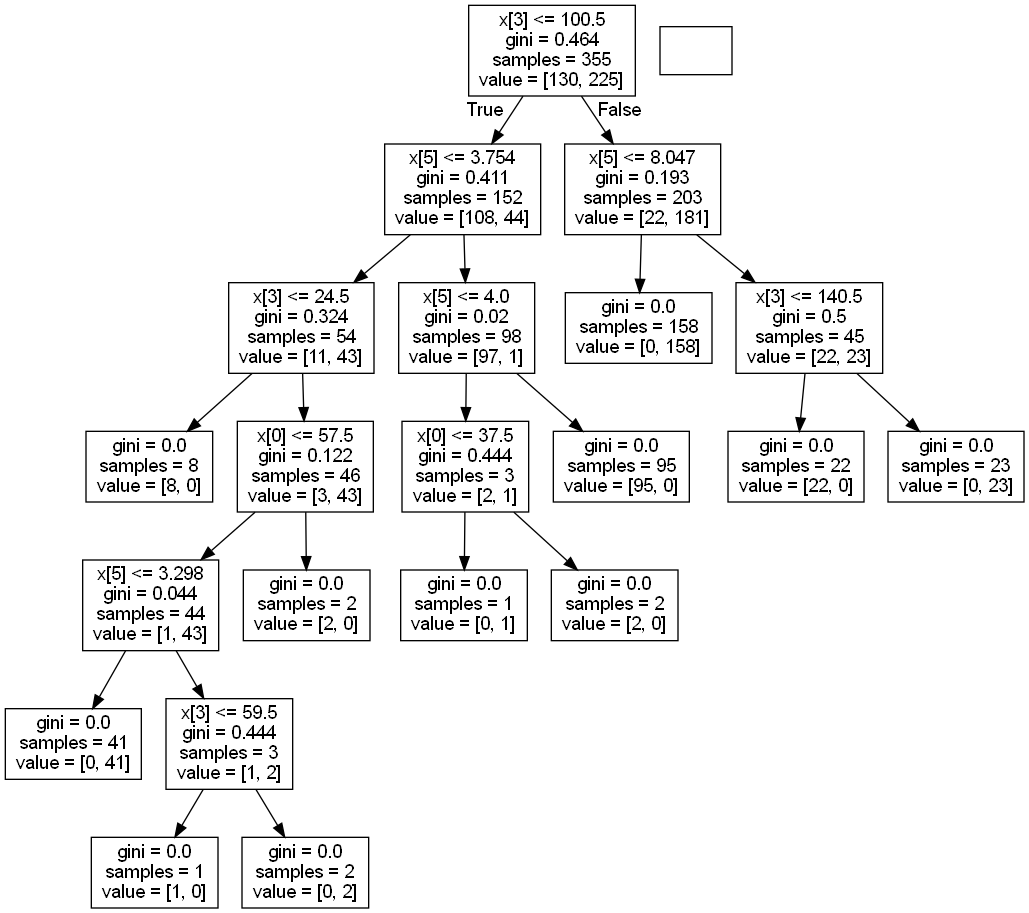 x[3] <= 100.5
gini = 0.464
samples = 355
value = [130, 225]
True
False
x[5] <= 3.754
gini = 0.411
samples = 152
value = [108, 44]
x[5] <= 8.047
gini = 0.193
samples = 203
value = [22, 181]
x[3] <= 24.5
gini = 0.324
samples = 54
value = [11, 43]
x[5] <= 4.0
gini = 0.02
samples = 98
value = [97, 1]
gini = 0.0
samples = 158
value = [0, 158]
x[3] <= 140.5
gini = 0.5
samples = 45
value = [22, 23]
gini = 0.0
samples = 8
value = [8, 0]
x[0] <= 57.5
gini = 0.122
samples = 46
value = [3, 43]
x[0] <= 37.5
gini = 0.444
samples = 3
value = [2, 1]
gini = 0.0
samples = 95
value = [95, 0]
gini = 0.0
samples = 22
value = [22, 0]
gini = 0.0
samples = 23
value = [0, 23]
x[5] <= 3.298
gini = 0.044
samples = 44
value = [1, 43]
gini = 0.0
samples = 2
value = [2, 0]
gini = 0.0
samples = 1
value = [0, 1]
gini = 0.0
samples = 2
value = [2, 0]
gini = 0.0
samples = 41
value = [0, 41]
x[3] <= 59.5
gini = 0.444
samples = 3
value = [1, 2]
gini = 0.0
samples = 1
value = [1, 0]
gini = 0.0
samples = 2
value = [0, 2]